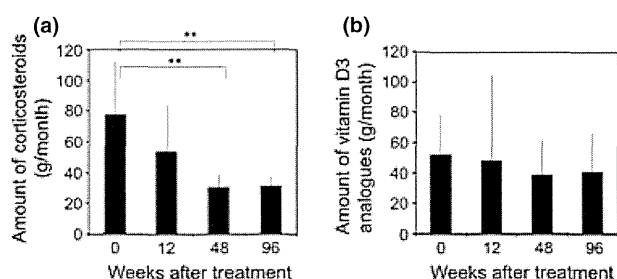 (a)
**
**
Amount of corticosteroids
(g/month)
120
100
80
60
40
20
0
0 12 48 96
Weeks after treatment
(b)
Amount of vitamin D3
analogues (g/month)
120
100
80
60
40
20
0
0 12 48 96
Weeks after treatment